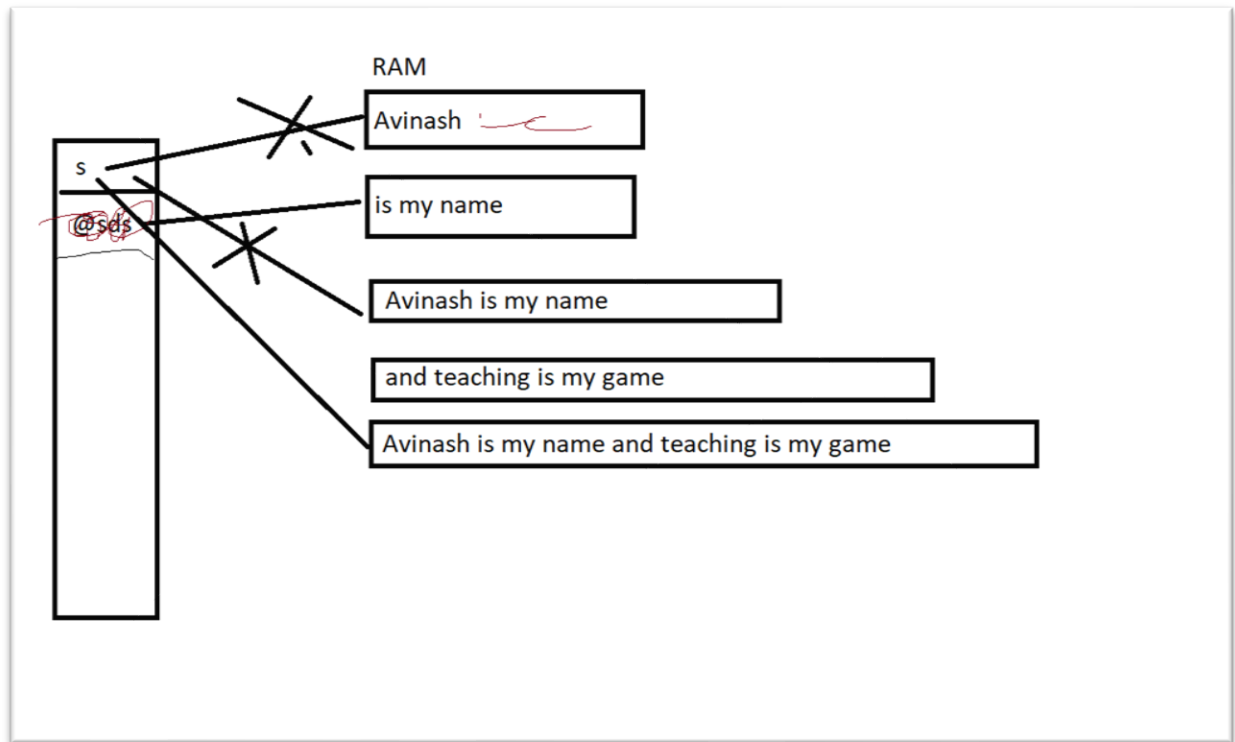 RAM
Avinash
s
is my name
@sds
Avinash is my name
and teaching is my game
Avinash is my name and teaching is my game